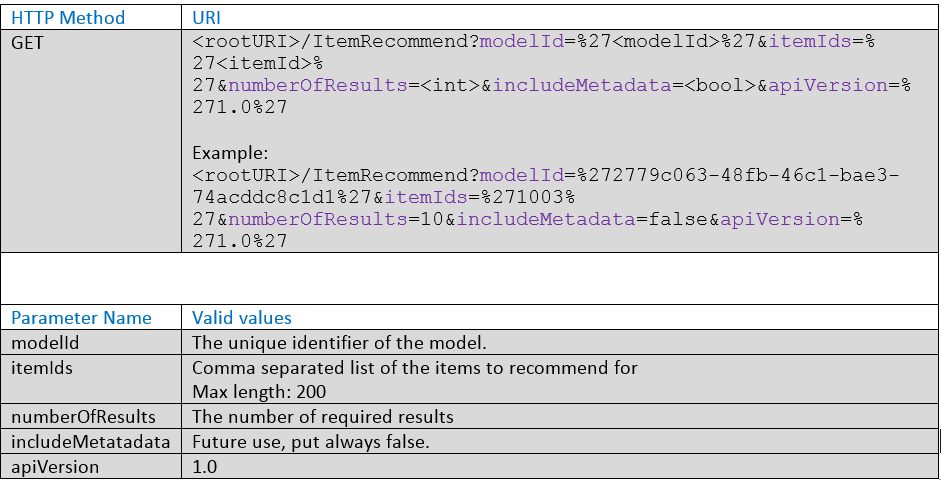 HTTP Method URI
GET <rootURI>/ItemRecommend?modelId=%27<modelId>%27&itemIds=%
27<itemId>%
27&numberOfResults=<int>&includeMetadata=<bool>&apiVersion=%
271.0%27
Example:
<rootURI>/ItemRecommend?modelId=%272779c063-48fb-46c1-bae3-
74acddc8c1d1%27&itemIds=%271003%
27&numberOfResults=10&includeMetadata=false&apiVersion=%
271.0%27
Parameter Name Valid values
modelId The unique identifier of the model.
itemIds Comma separated list of the items to recommend for
Max length: 200
numberOfResults The number of required results
includeMetatadata Future use, put always false.
apiVersion 1.0